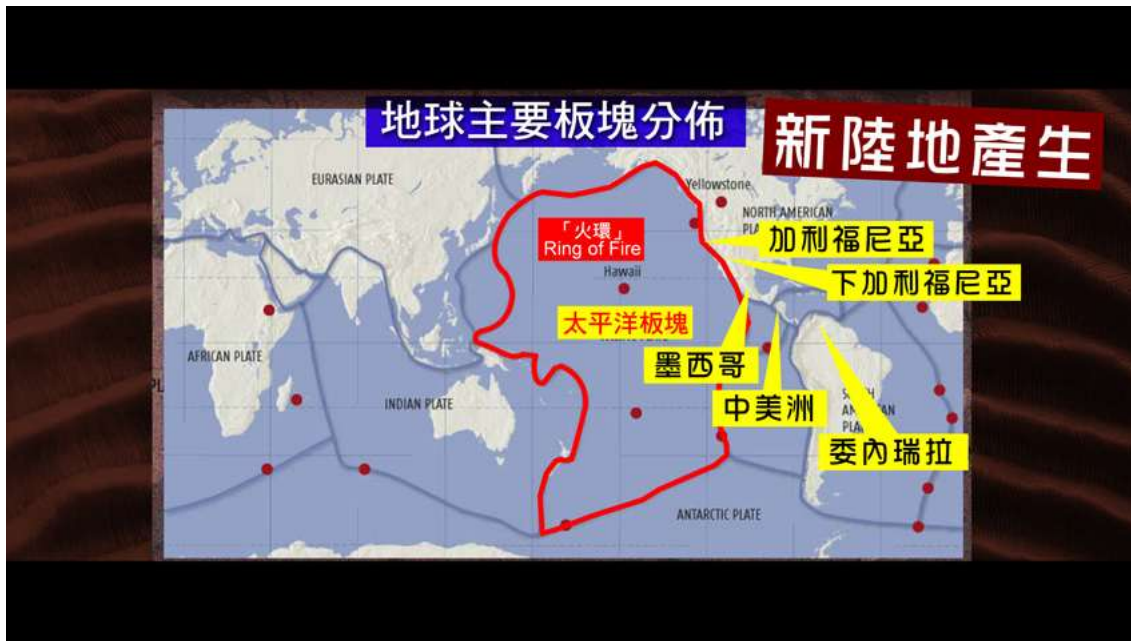 地球主要板塊分佈
新陸地產生
EURASIAN PLATE
Yellowstone
NORTH AMERICAN
「火環」
Ring of Fire
加利福尼亞
Hawaii
下加利福尼亞
太平洋板塊
墨西哥
AFRICAN PLATE
INDIAN PLATE
中美洲
委內瑞拉
ANTARCTIC PLATE